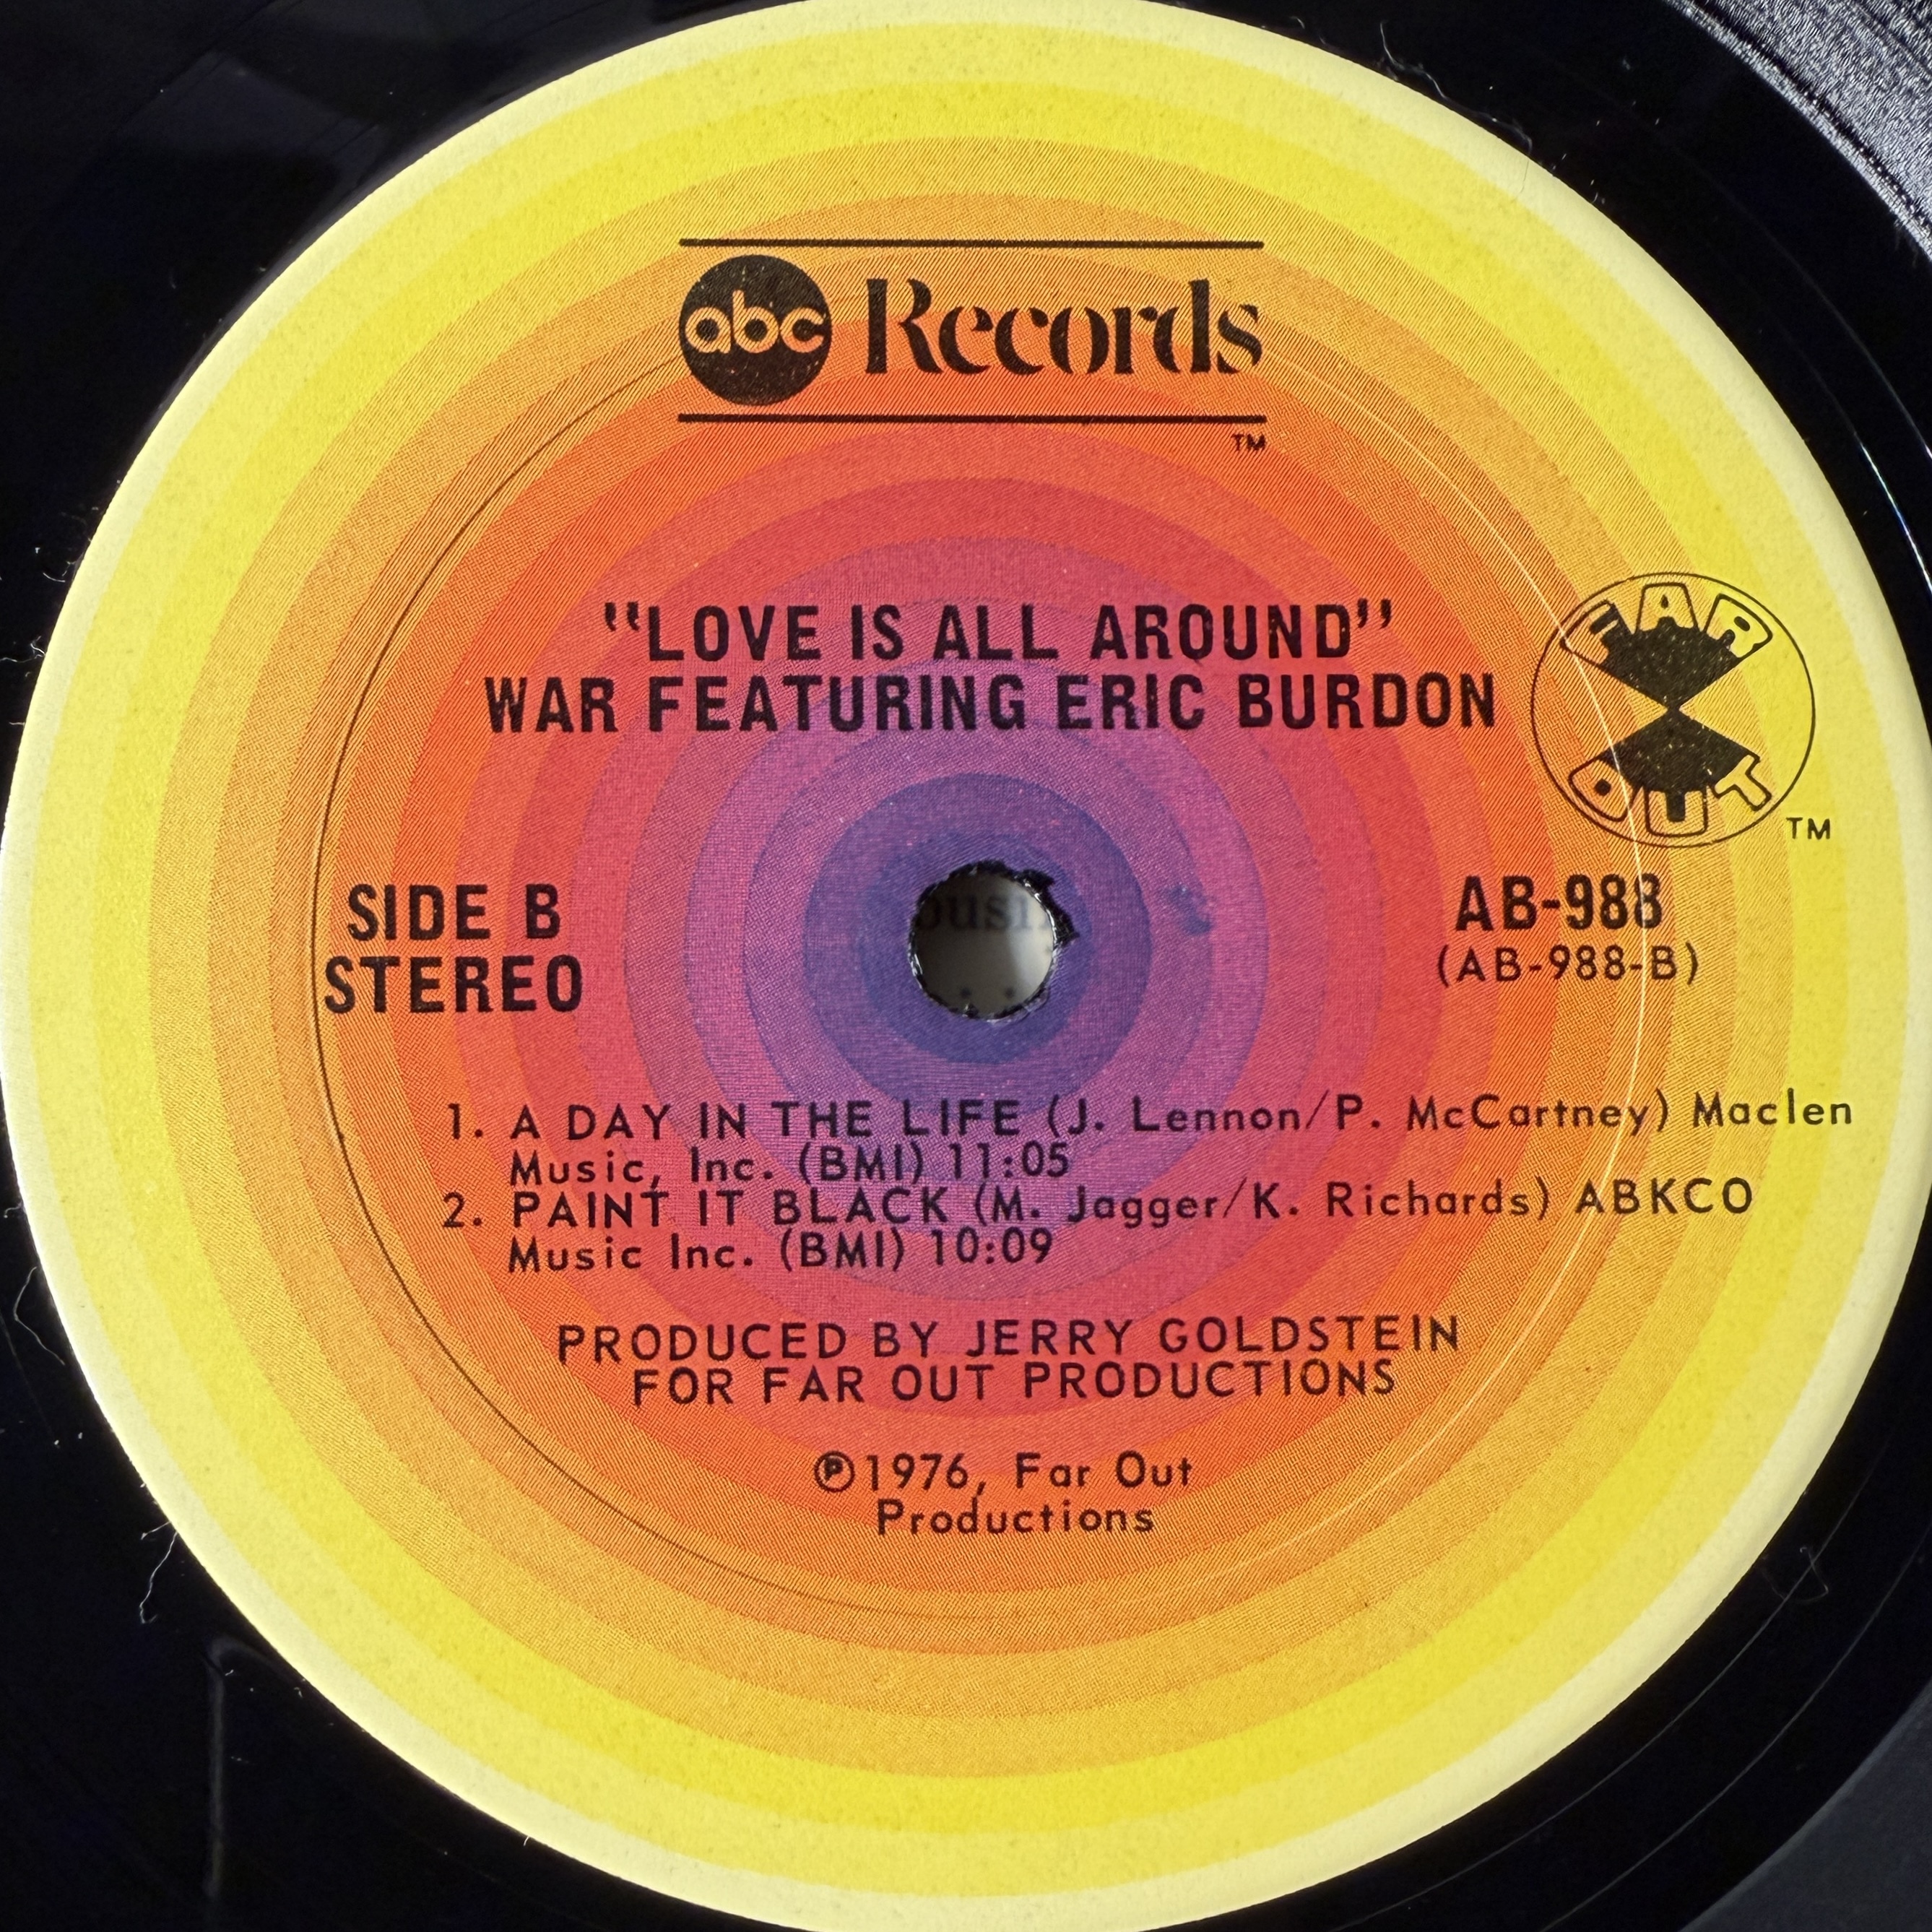 abc Records
TM
"LOVE IS ALL AROUND"
WAR FEATURING ERIC BURDON
FAR
OUT
TM
SIDE B
STEREO
AB-988
(AB-988-B)
1. A DAY IN THE LIFE (J. Lennon/P. McCartney) Maclen
Music, Inc. (BMI) 11:05
2. PAINT IT BLACK (M. Jagger/K. Richards) ABKCO
Music Inc. (BMI) 10:09
PRODUCED BY JERRY GOLDSTEIN
FOR FAR OUT PRODUCTIONS
℗1976, Far Out
Productions